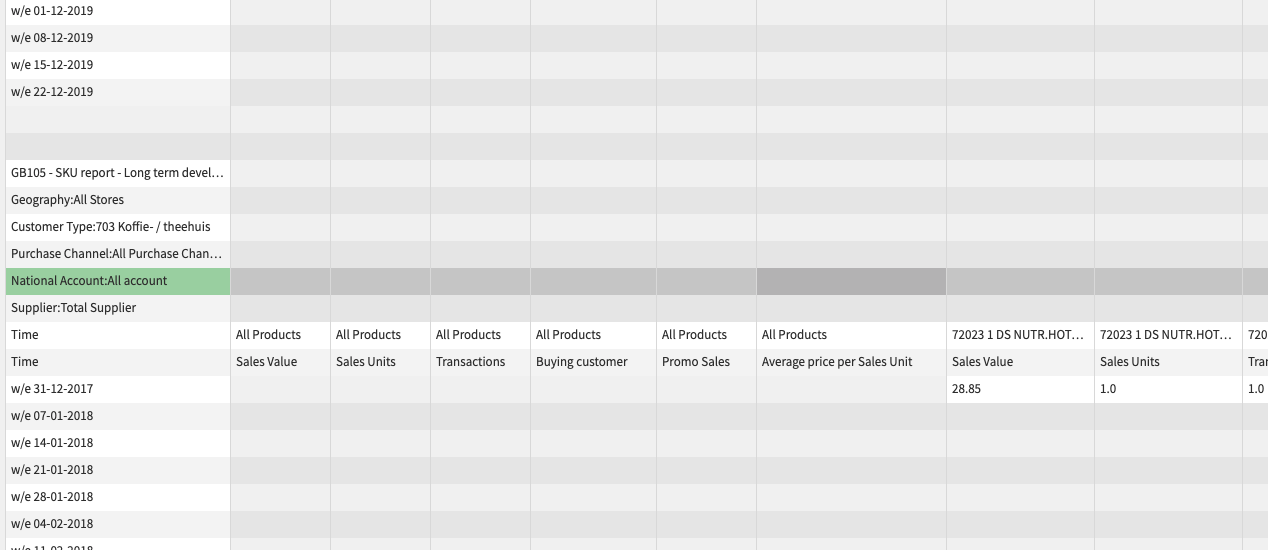 w/e 01-12-2019
w/e 08-12-2019
w/e 15-12-2019
w/e 22-12-2019
GB105 - SKU report - Long term devel…
Geography:All Stores
Customer Type:703 Koffie- / theehuis
Purchase Channel:All Purchase Chan…
National Account:All account
Supplier:Total Supplier
Time All Products All Products All Products All Products All Products All Products 72023 1 DS NUTR.HOT… 72023 1 DS NUTR.HOT… 720
Time Sales Value Sales Units Transactions Buying customer Promo Sales Average price per Sales Unit Sales Value Sales Units Tran
w/e 31-12-2017 28.85 1.0 1.0
w/e 07-01-2018
w/e 14-01-2018
w/e 21-01-2018
w/e 28-01-2018
w/e 04-02-2018
w/e 11-02-2018